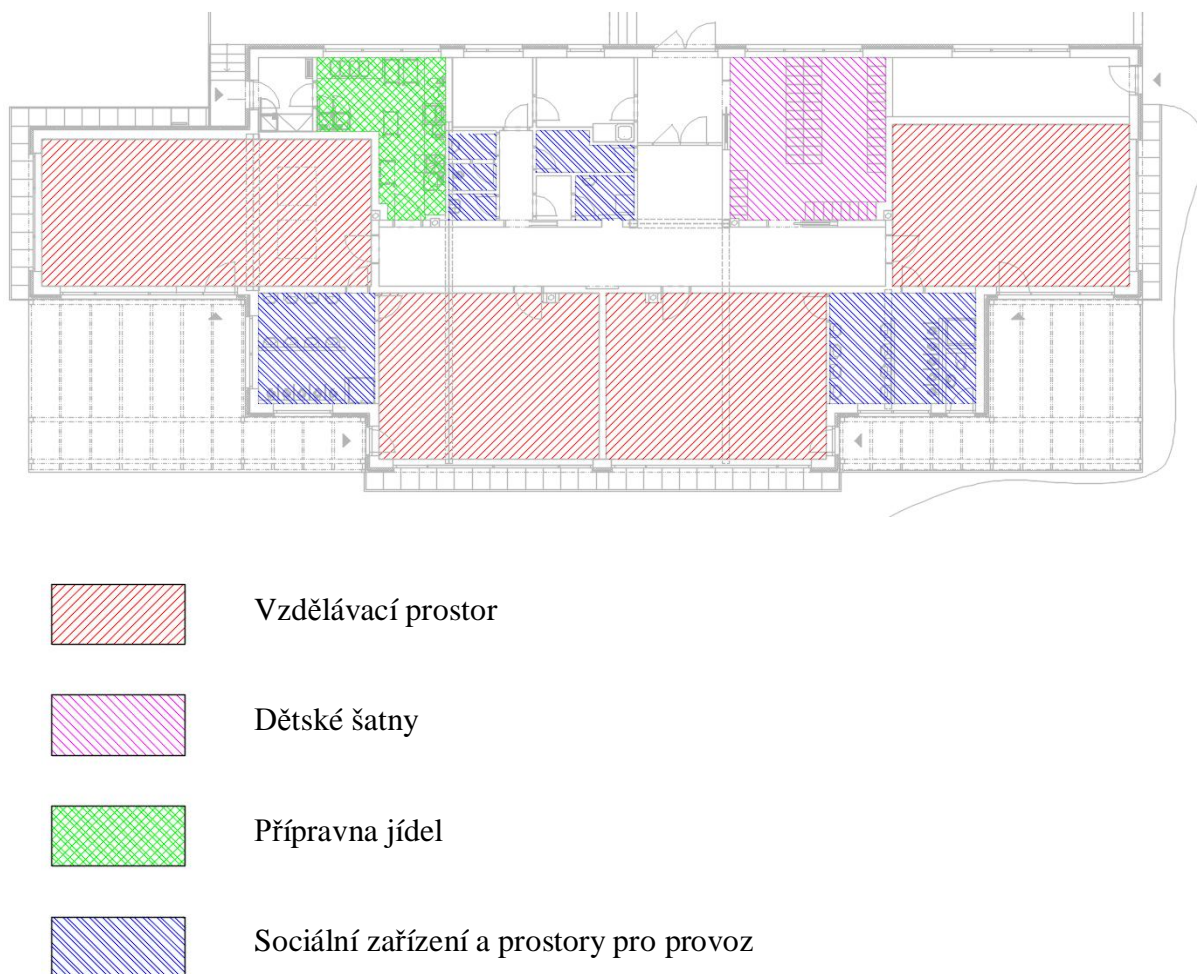 Vzdělávací prostor
Dětské šatny
Přípravna jídel
Sociální zařízení a prostory pro provoz